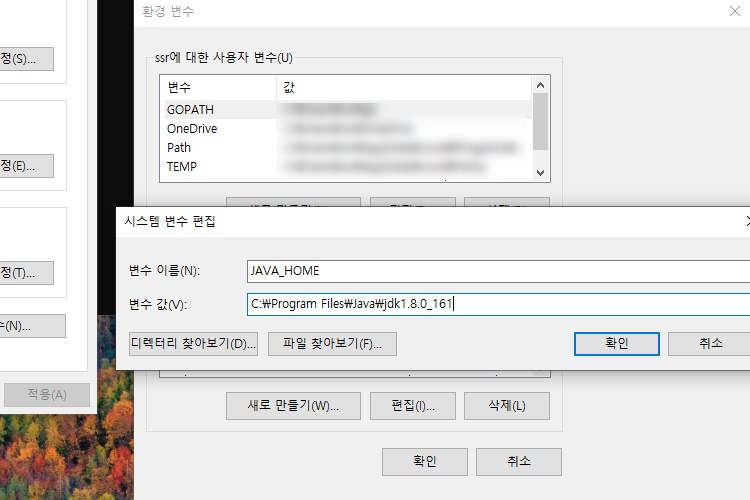 환경 변수
정(S)...
ssr에 대한 사용자 변수(U)
변수 값
GOPATH
OneDrive
Path
TEMP
정(E)...
시스템 변수 편집
변수 이름(N): JAVA_HOME
정(T)...
변수 값(V): C:₩Program Files₩Java₩jdk1.8.0_161
수(N)...
디렉터리 찾아보기(D)... 파일 찾아보기(F)... 확인 취소
적용(A)
새로 만들기(W)... 편집(I)... 삭제(L)
확인 취소